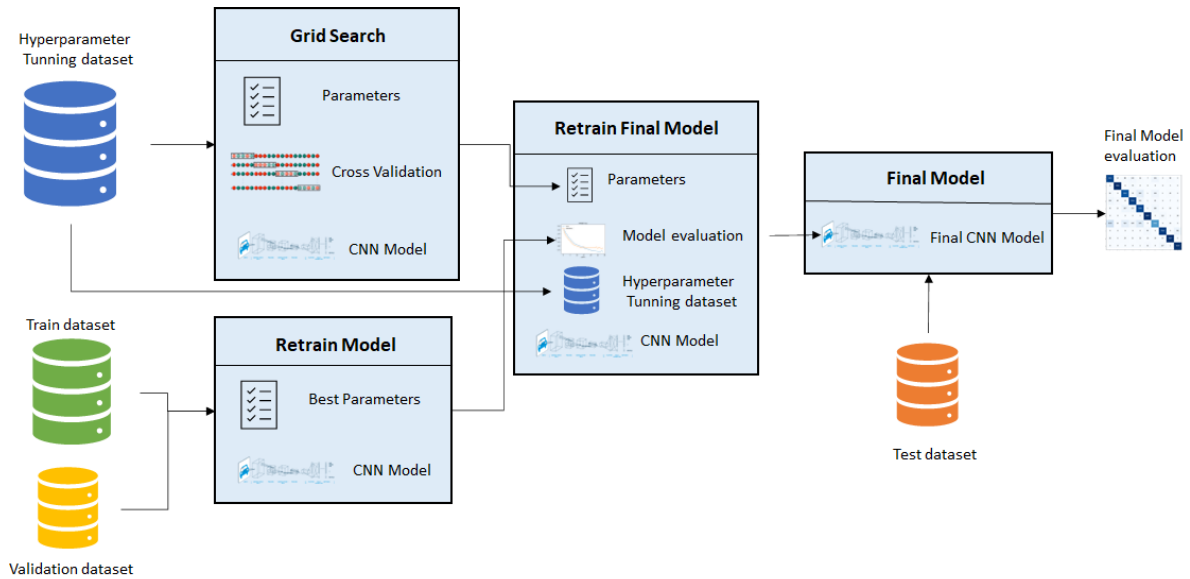 Hyperparameter
Tunning dataset
Grid Search
Parameters
Cross Validation
CNN Model
Train dataset
Validation dataset
Retrain Model
Best Parameters
CNN Model
Retrain Final Model
Parameters
Model evaluation
Hyperparameter
Tunning dataset
CNN Model
Final Model
Final CNN Model
Test dataset
Final Model
evaluation